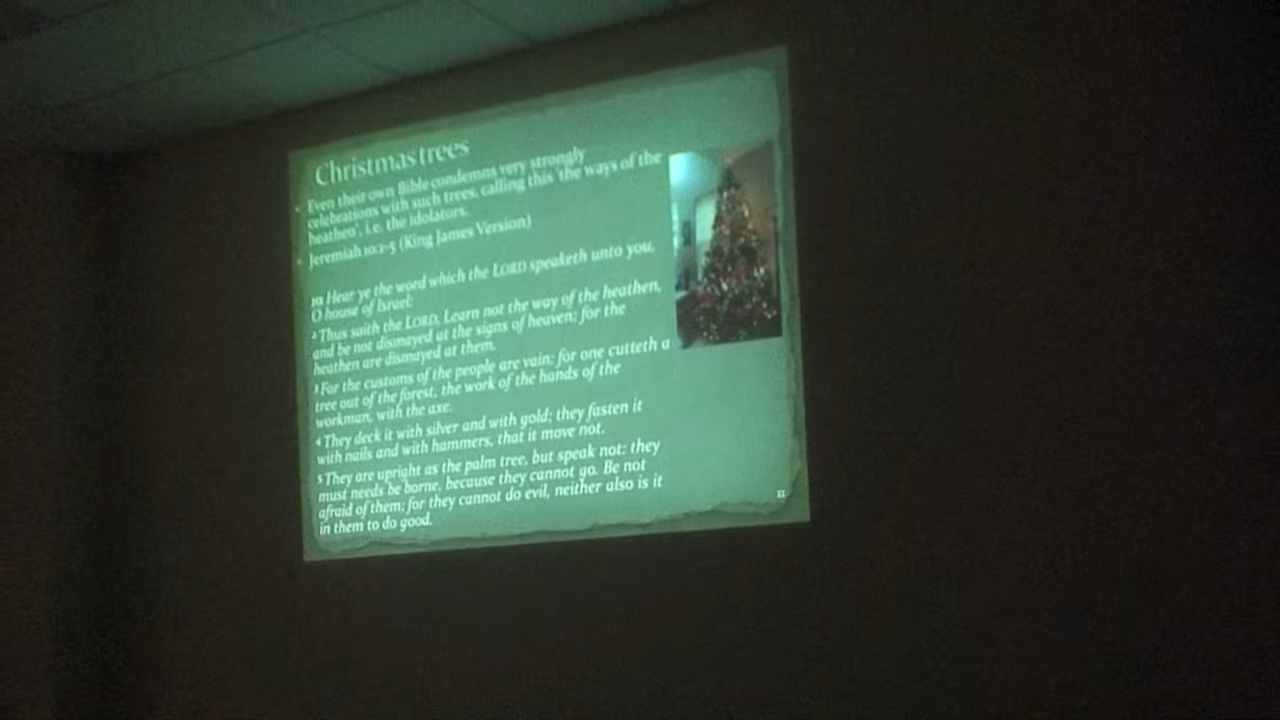 Christmas trees
Even their own Bible condemns very strongly
celebrations with such trees, calling this 'the ways of the
heathen', i.e. the idolators.
Jeremiah 10:1-5 (King James Version)
10 Hear ye the word which the LORD speaketh unto you,
O house of Israel:
2 Thus saith the LORD, Learn not the way of the heathen,
and be not dismayed at the signs of heaven; for the
heathen are dismayed at them.
3 For the customs of the people are vain: for one cutteth a
tree out of the forest, the work of the hands of the
workman, with the axe.
4 They deck it with silver and with gold; they fasten it
with nails and with hammers, that it move not.
5 They are upright as the palm tree, but speak not: they
must needs be borne, because they cannot go. Be not
afraid of them; for they cannot do evil, neither also is it
in them to do good.